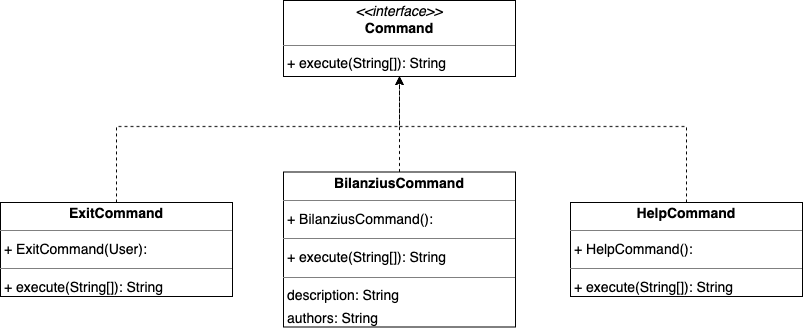 <<interface>>
Command
+ execute(String[]): String
ExitCommand
+ ExitCommand(User):
+ execute(String[]): String
BilanziusCommand
+ BilanziusCommand():
+ execute(String[]): String
description: String
authors: String
HelpCommand
+ HelpCommand():
+ execute(String[]): String